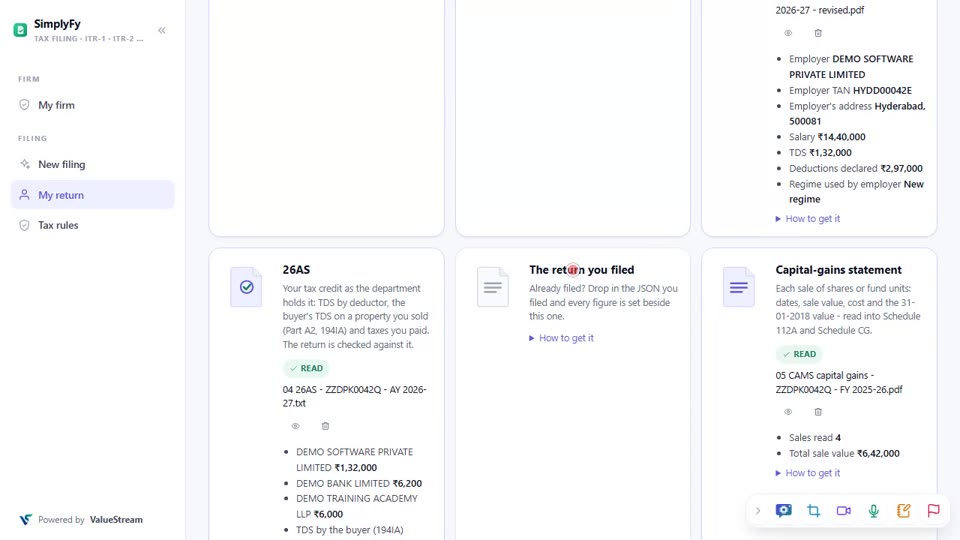 SimplyFy
TAX FILING · ITR-1 · ITR-2 ...
FIRM
My firm
FILING
New filing
My return
Tax rules
Powered by ValueStream
2026-27 - revised.pdf
Employer DEMO SOFTWARE
PRIVATE LIMITED
Employer TAN HYDD00042E
Employer's address Hyderabad,
500081
Salary ₹14,40,000
TDS ₹1,32,000
Deductions declared ₹2,97,000
Regime used by employer New
regime
How to get it
26AS
Your tax credit as the department
holds it: TDS by deductor, the
buyer's TDS on a property you sold
(Part A2, 194IA) and taxes you paid.
The return is checked against it.
READ
04 26AS - ZZDPK0042Q - AY 2026-
27.txt
DEMO SOFTWARE PRIVATE
LIMITED ₹1,32,000
DEMO BANK LIMITED ₹6,200
DEMO TRAINING ACADEMY
LLP ₹6,000
TDS by the buyer (194IA)
The return you filed
Already filed? Drop in the JSON you
filed and every figure is set beside
this one.
How to get it
Capital-gains statement
Each sale of shares or fund units:
dates, sale value, cost and the 31-
01-2018 value - read into Schedule
112A and Schedule CG.
READ
05 CAMS capital gains -
ZZDPK0042Q - FY 2025-26.pdf
Sales read 4
Total sale value ₹6,42,000
How to get it